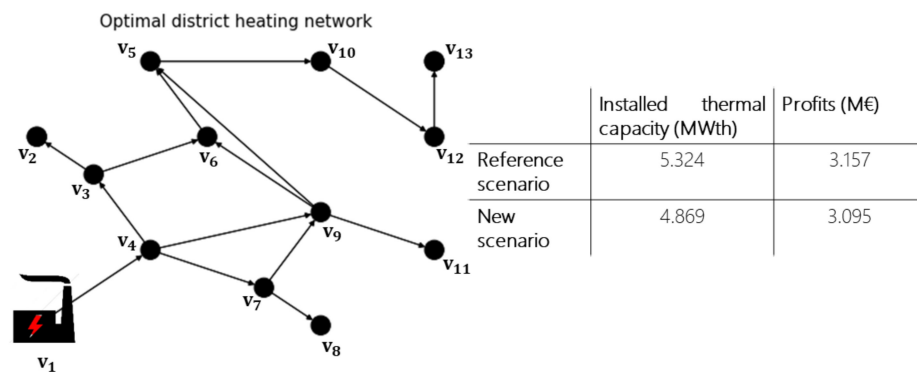 Optimal district heating network
v5
v10
v13
v2
v6
v12
v3
v4
v9
v11
v7
v8
v1
Installed thermal Profits (M€)
capacity (MWth)
Reference 5.324 3.157
scenario
New 4.869 3.095
scenario